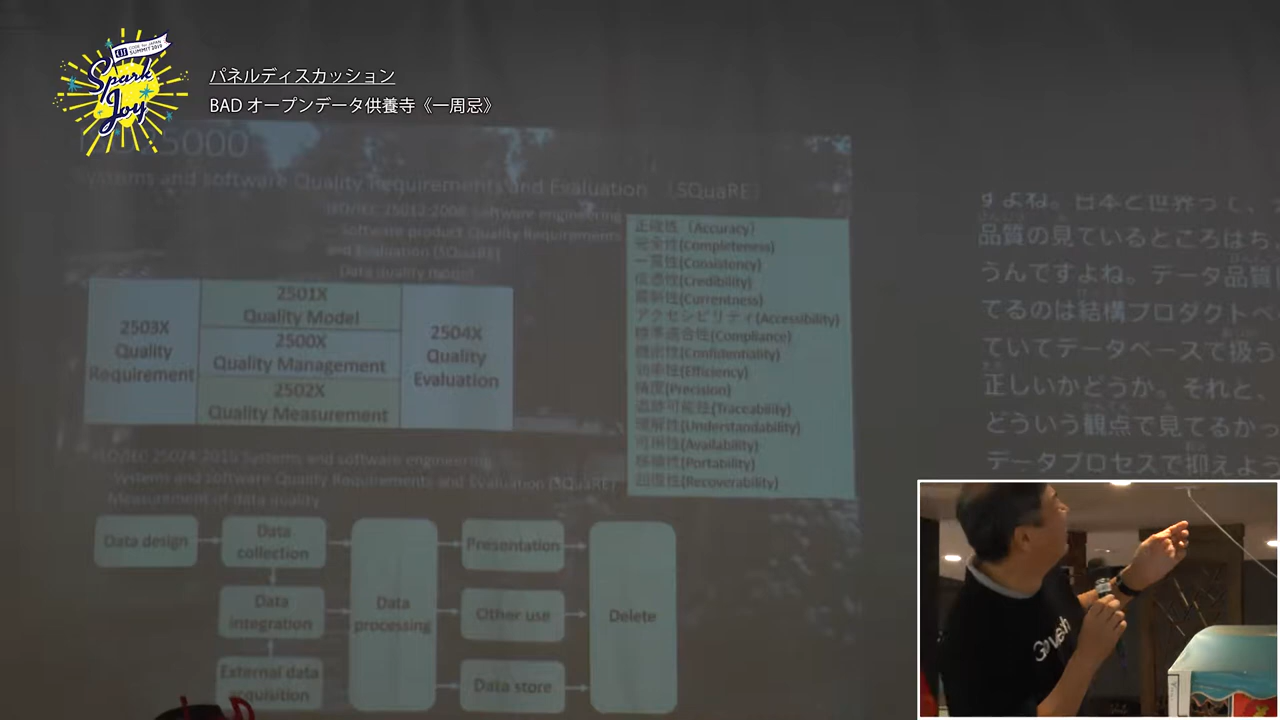 CODE for JAPAN
SUMMIT 2019
Spark
Joy
パネルディスカッション
BAD オープンデータ供養寺《一周忌》
5000
Systems and software Quality Requirements and Evaluation （SQuaRE）
ISO/IEC 25012:2008 Software engineering
– Software product Quality Requirements
and Evaluation (SQuaRE)
Data quality model
2503X
Quality
Requirement
2501X
Quality Model
2500X
Quality Management
2502X
Quality Measurement
2504X
Quality
Evaluation
正確性 (Accuracy)
完全性(Completeness)
一貫性(Consistency)
信憑性(Credibility)
最新性(Currentness)
アクセシビリティ(Accessibility)
標準適合性(Compliance)
機密性(Confidentiality)
効率性(Efficiency)
精度(Precision)
追跡可能性(Traceability)
理解性(Understandability)
可用性(Availability)
移植性(Portability)
回復性(Recoverability)
ISO/IEC 25024:2015 Systems and software engineering
Systems and software Quality Requirements and Evaluation (SQuaRE)
Measurement of data quality
Data design
Data
collection
Data
integration
External data
acquisition
Data
processing
Presentation
Other use
Data store
Delete
すよね。日本と世界って、
品質の見ているところはち
うんですよね。データ品質
てるのは結構プロダクトベ
ていてデータベースで扱う
正しいかどうか。それと、
どういう観点で見てるかっ
データプロセスで抑えよう